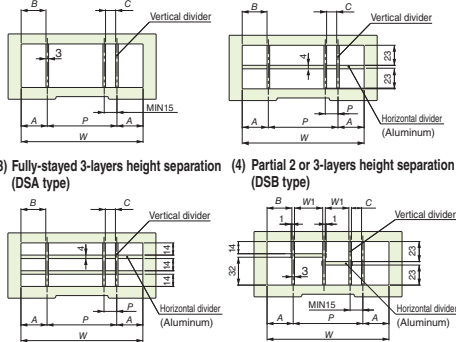 B C
Vertical divider
3
MIN15
A P A
W
B C
Vertical divider
4
23
23
P
Horizontal divider
(Aluminum)
A P A
W
) Fully-stayed 3-layers height separation
(DSA type)
(4) Partial 2 or 3-layers height separation
(DSB type)
B C
Vertical divider
4
14
14
14
P
Horizontal divider
(Aluminum)
A P A
W
B W1 W1 C
Vertical divider
1 1
14
32
3
23
23
MIN15
Horizontal divider
(Aluminum)
A P A
W